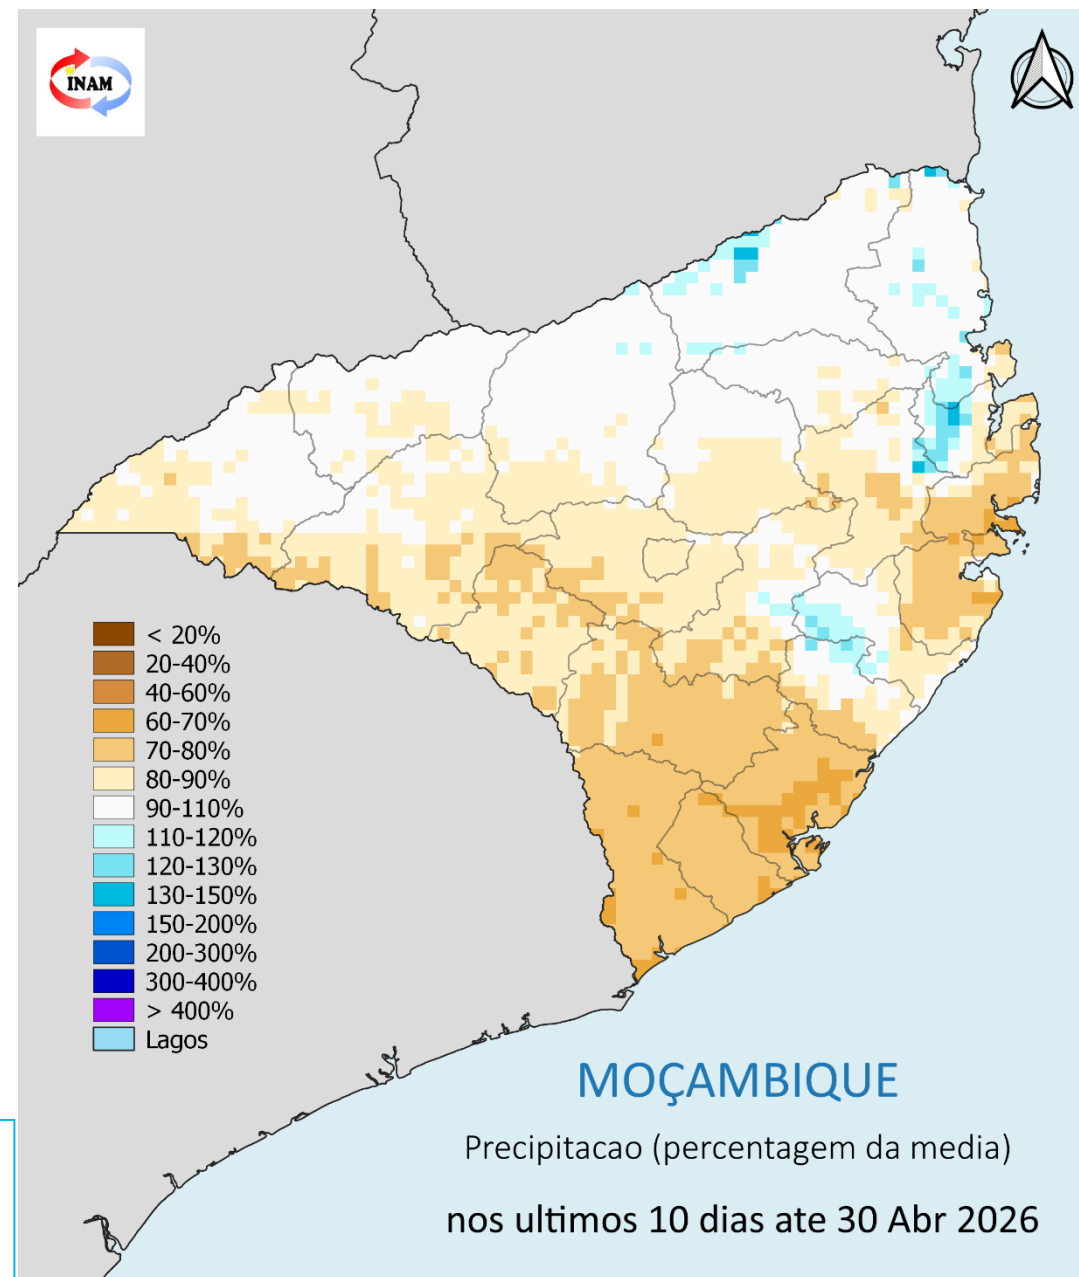 INAM
< 20%
20-40%
40-60%
60-70%
70-80%
80-90%
90-110%
110-120%
120-130%
130-150%
150-200%
200-300%
300-400%
> 400%
Lagos
MOÇAMBIQUE
Precipitacao (percentagem da media)
nos ultimos 10 dias ate 30 Abr 2026